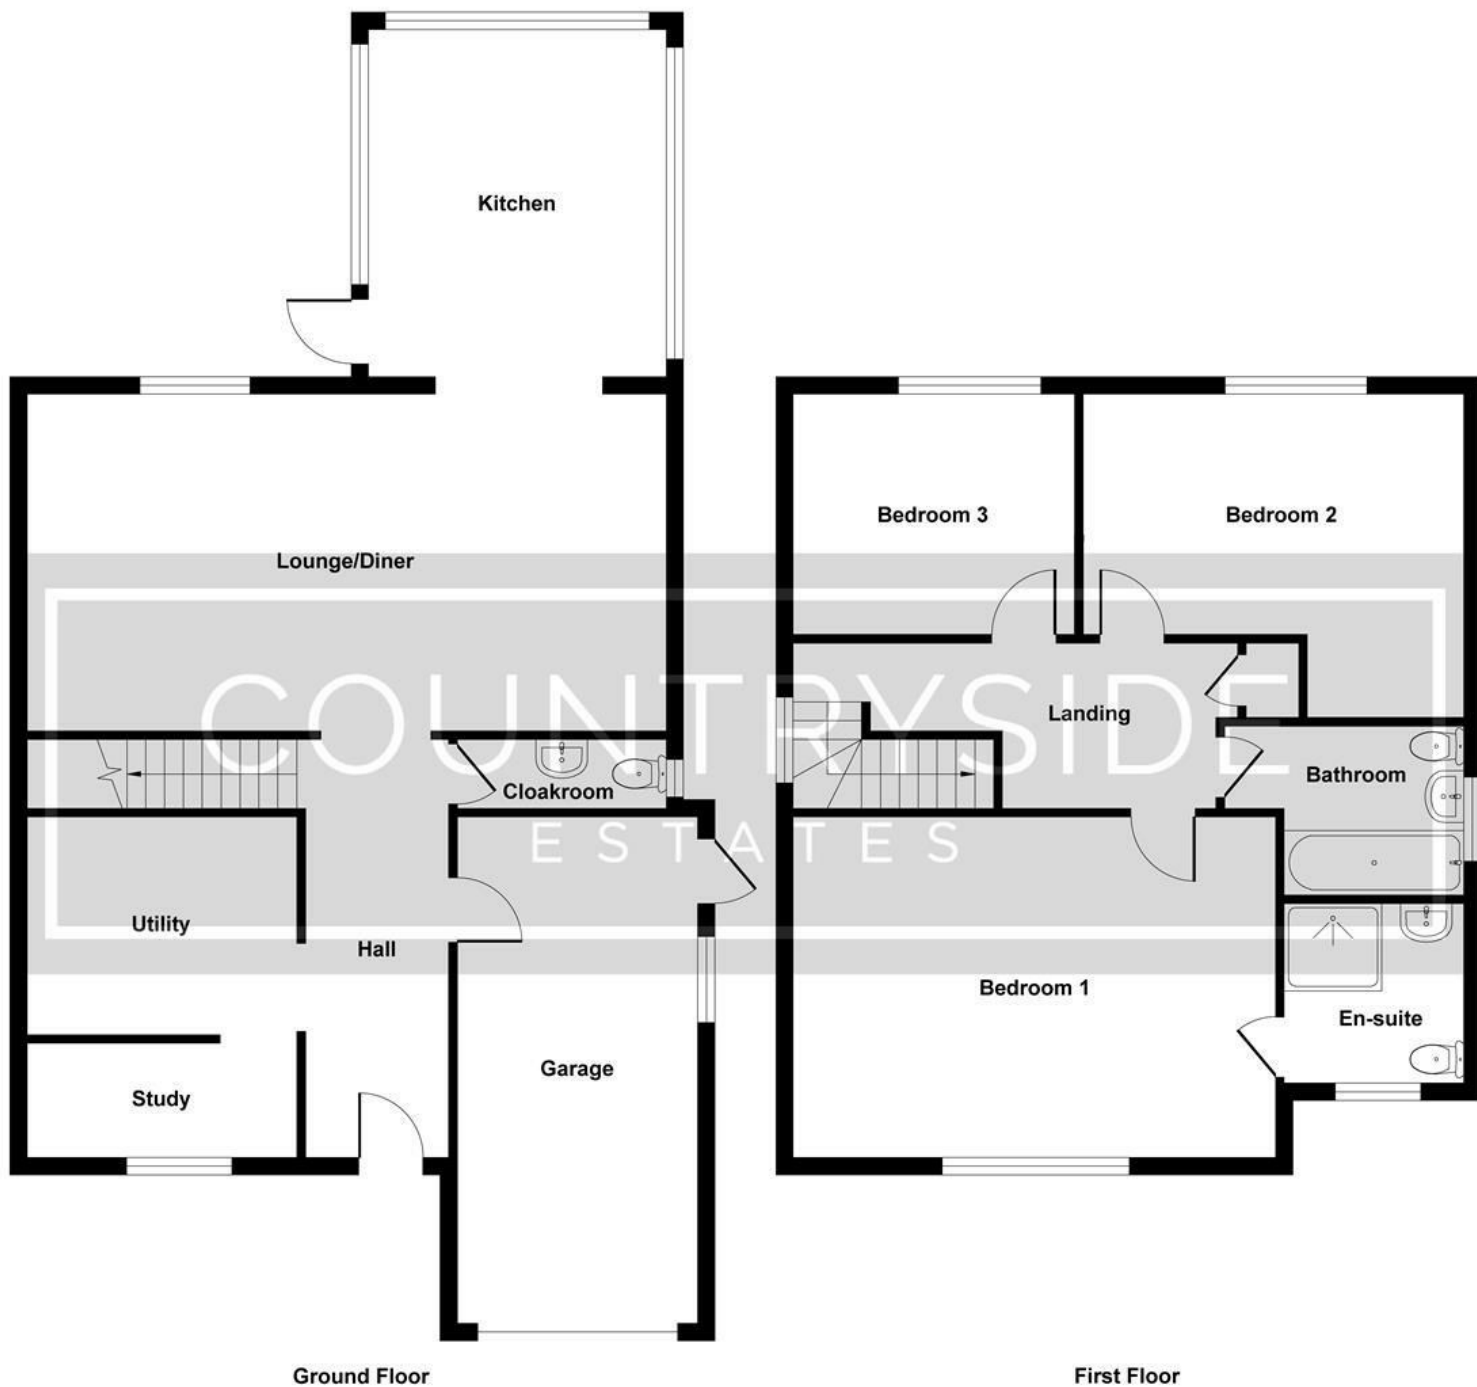 Kitchen
Lounge/Diner
Cloakroom
Utility
Hall
Study
Garage
Ground Floor
Bedroom 3
Bedroom 2
Landing
Bathroom
Bedroom 1
En-suite
First Floor
COUNTRYSIDE
ESTATES